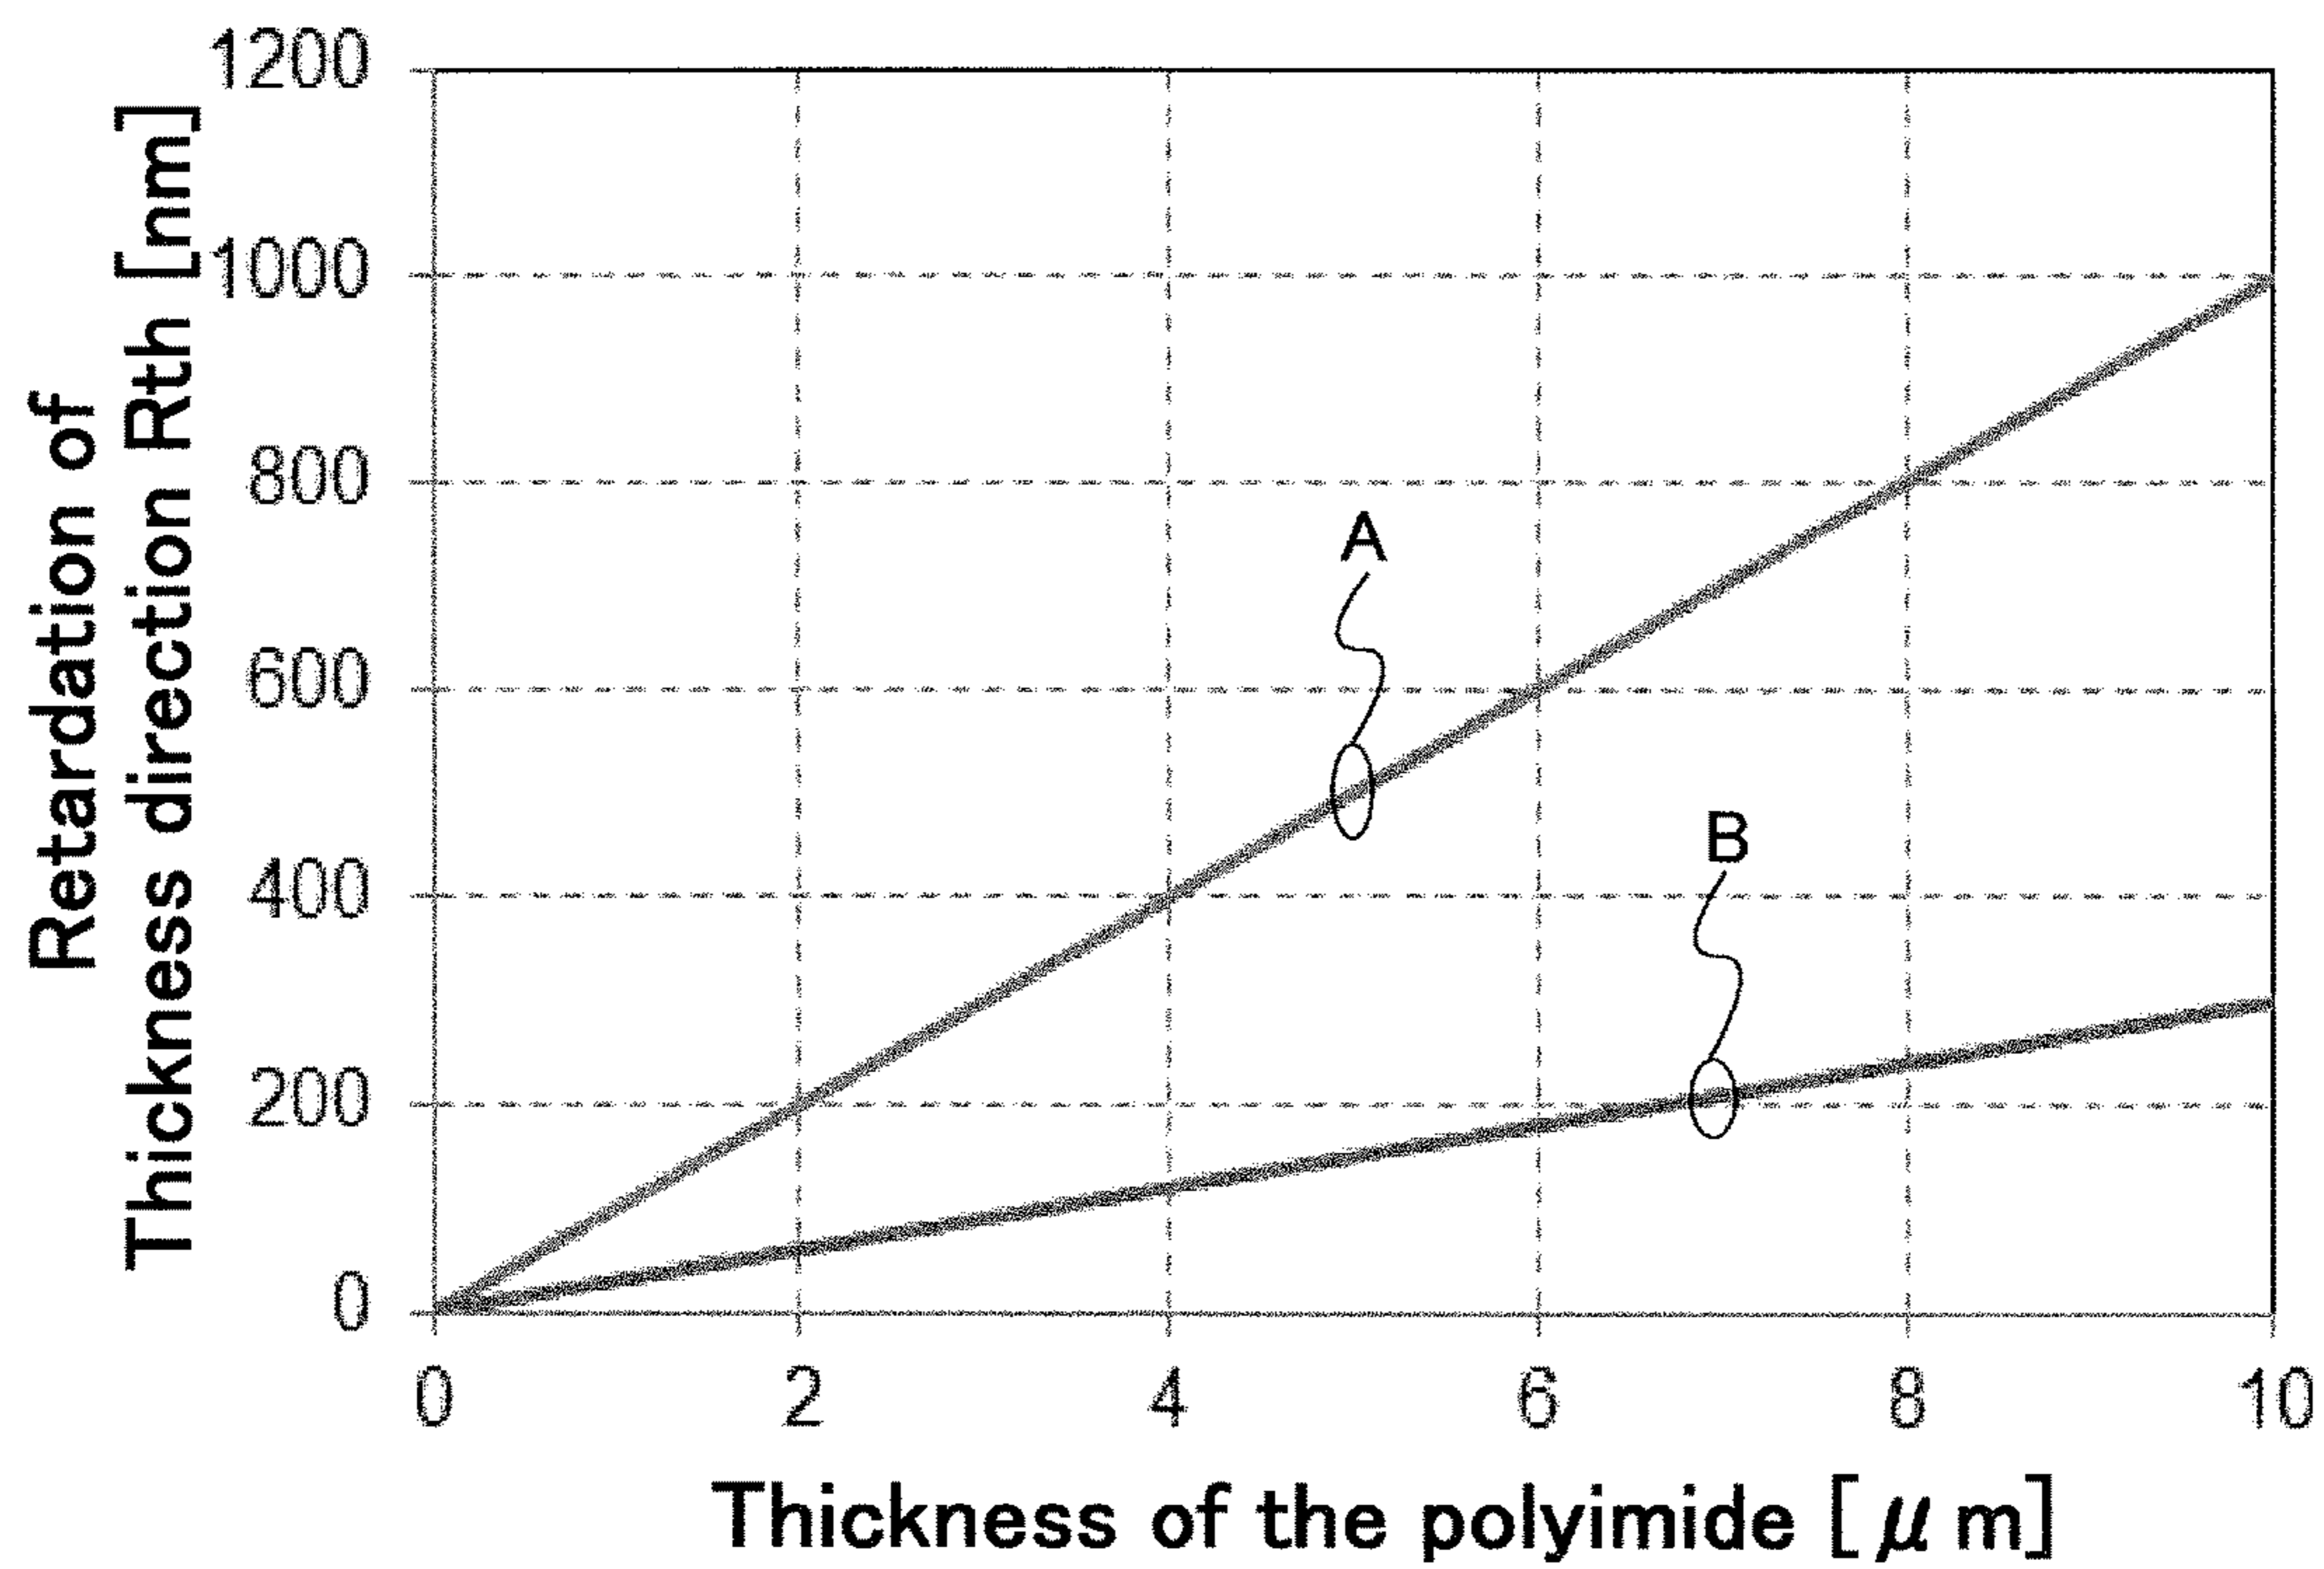 Retardation of
Thickness direction Rth [nm]
1200
1000
800
600
400
200
0
A
B
0 2 4 6 8 10
Thickness of the polyimide [μm]